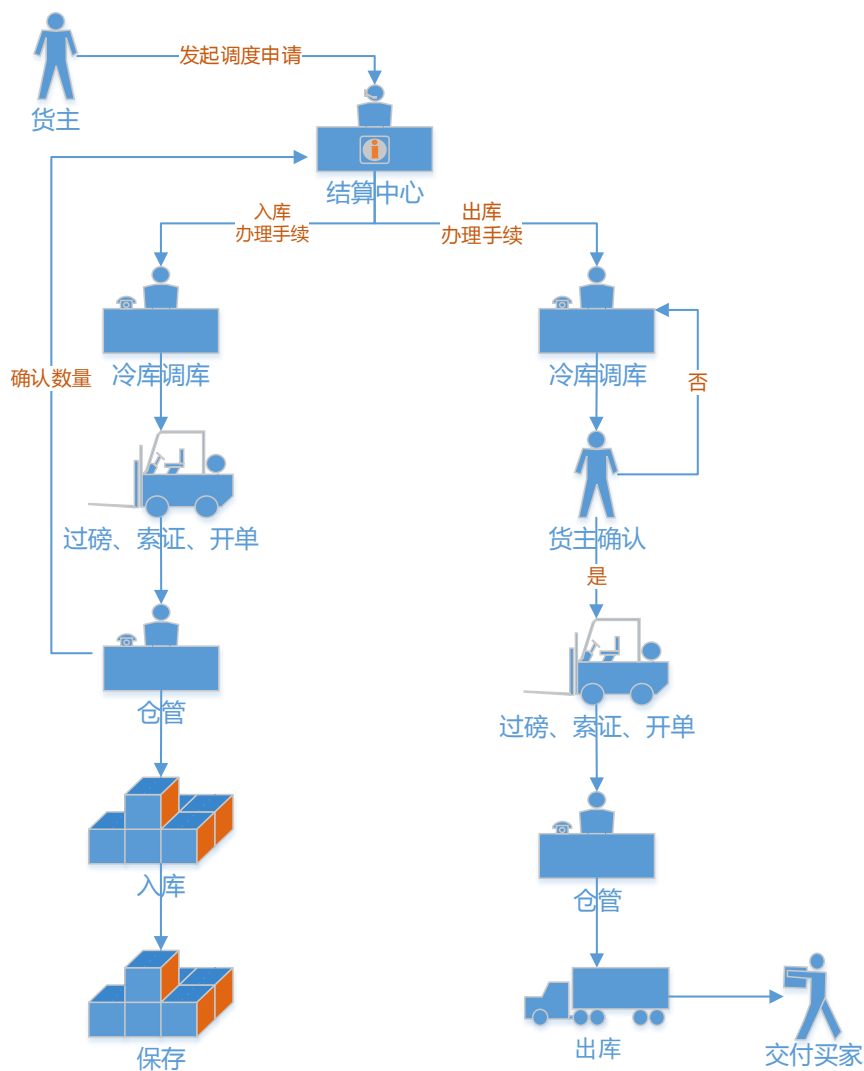 发起调度申请
货主
结算中心
入库
办理手续
出库
办理手续
冷库调库
冷库调库
确认数量
否
过磅、索证、开单
货主确认
是
仓管
过磅、索证、开单
入库
仓管
保存
出库
交付买家